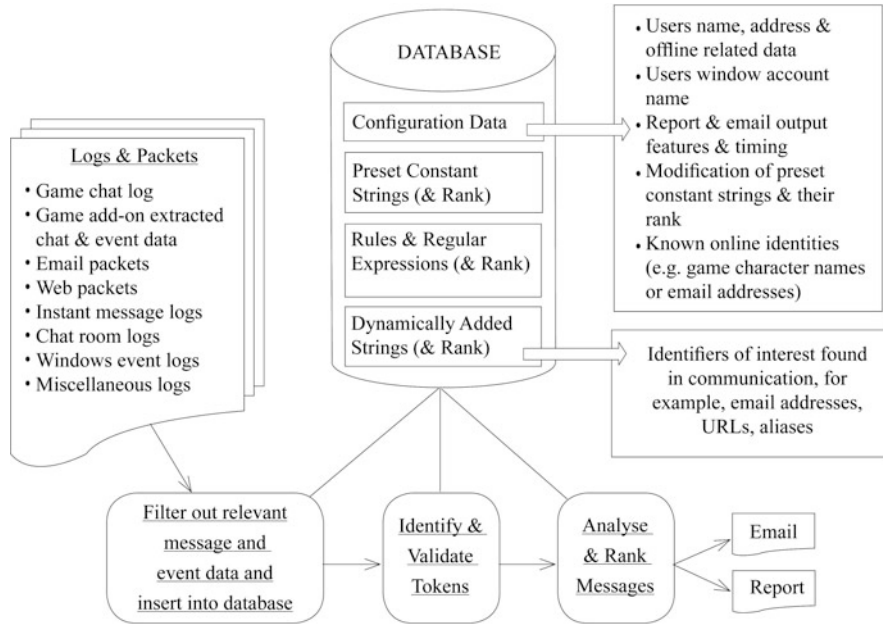 DATABASE
Configuration Data
Preset Constant
Strings (& Rank)
Rules & Regular
Expressions (& Rank)
Dynamically Added
Strings (& Rank)
• Users name, address &
offline related data
• Users window account
name
• Report & email output
features & timing
• Modification of preset
constant strings & their
rank
• Known online identities
(e.g. game character names
or email addresses)
Identifiers of interest found
in communication, for
example, email addresses,
URLs, aliases
Logs & Packets
• Game chat log
• Game add-on extracted
chat & event data
• Email packets
• Web packets
• Instant message logs
• Chat room logs
• Windows event logs
• Miscellaneous logs
Filter out relevant
message and
event data and
insert into database
Identify &
Validate
Tokens
Analyse
& Rank
Messages
Email
Report